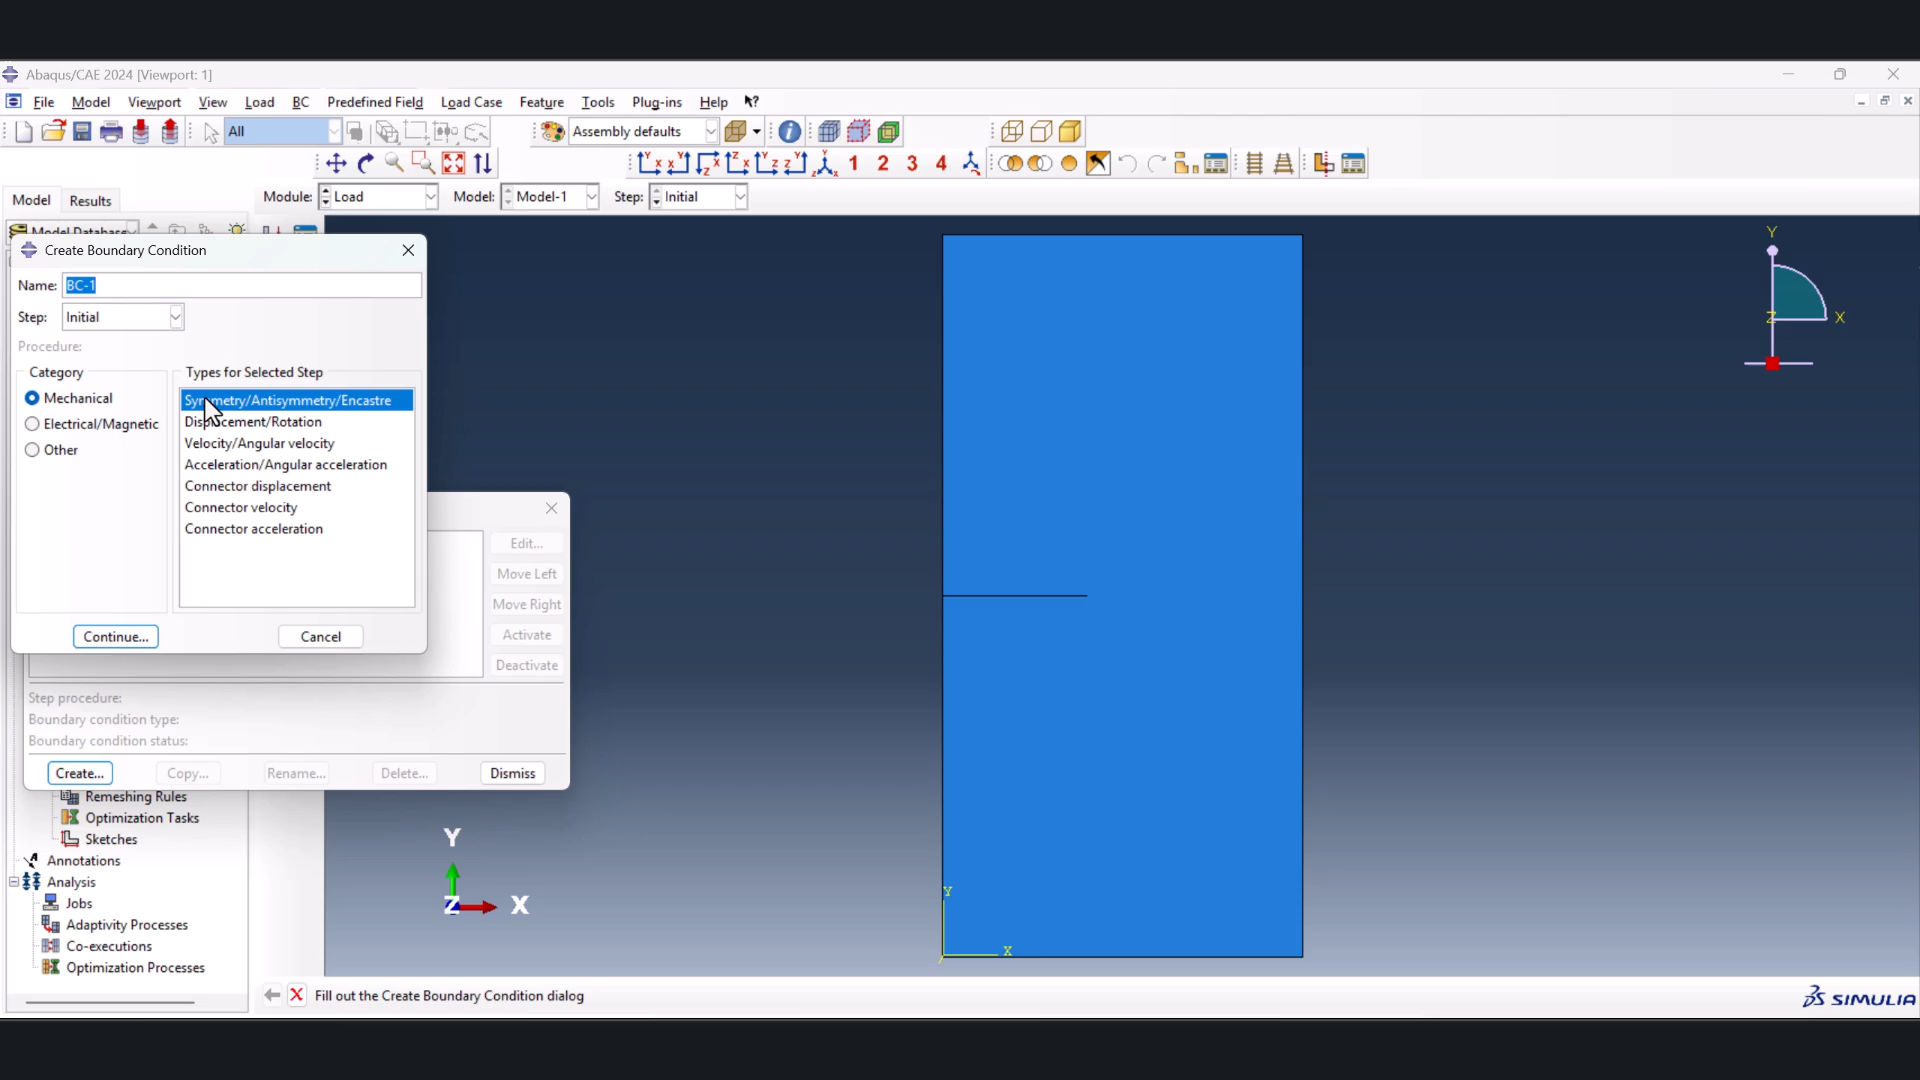 Abaqus/CAE 2024 [Viewport: 1]
File Model Viewport View Load BC Predefined Field Load Case Feature Tools Plug-ins Help
All
Assembly defaults
1 2 3 4
Model Results
Module: Load Model: Model-1 Step: Initial
Model Database
Create Boundary Condition
Name: BC-1
Step: Initial
Procedure:
Category
Mechanical
Electrical/Magnetic
Other
Types for Selected Step
Symmetry/Antisymmetry/Encastre
Displacement/Rotation
Velocity/Angular velocity
Acceleration/Angular acceleration
Connector displacement
Connector velocity
Connector acceleration
Continue... Cancel
Edit...
Move Left
Move Right
Activate
Deactivate
Step procedure:
Boundary condition type:
Boundary condition status:
Create... Copy... Rename... Delete... Dismiss
Remeshing Rules
Optimization Tasks
Sketches
Annotations
Analysis
Jobs
Adaptivity Processes
Co-executions
Optimization Processes
Y
Z X
Y
X
Y
Z X
Fill out the Create Boundary Condition dialog
SIMULIA